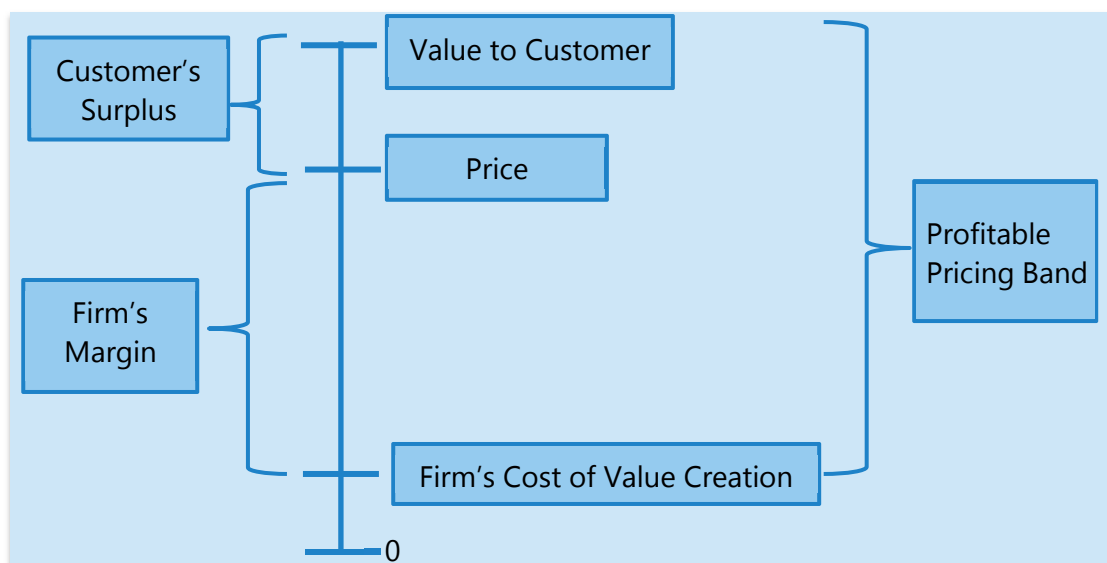 Value to Customer
Customer’s
Surplus
Price
Profitable
Pricing Band
Firm’s
Margin
Firm’s Cost of Value Creation
0